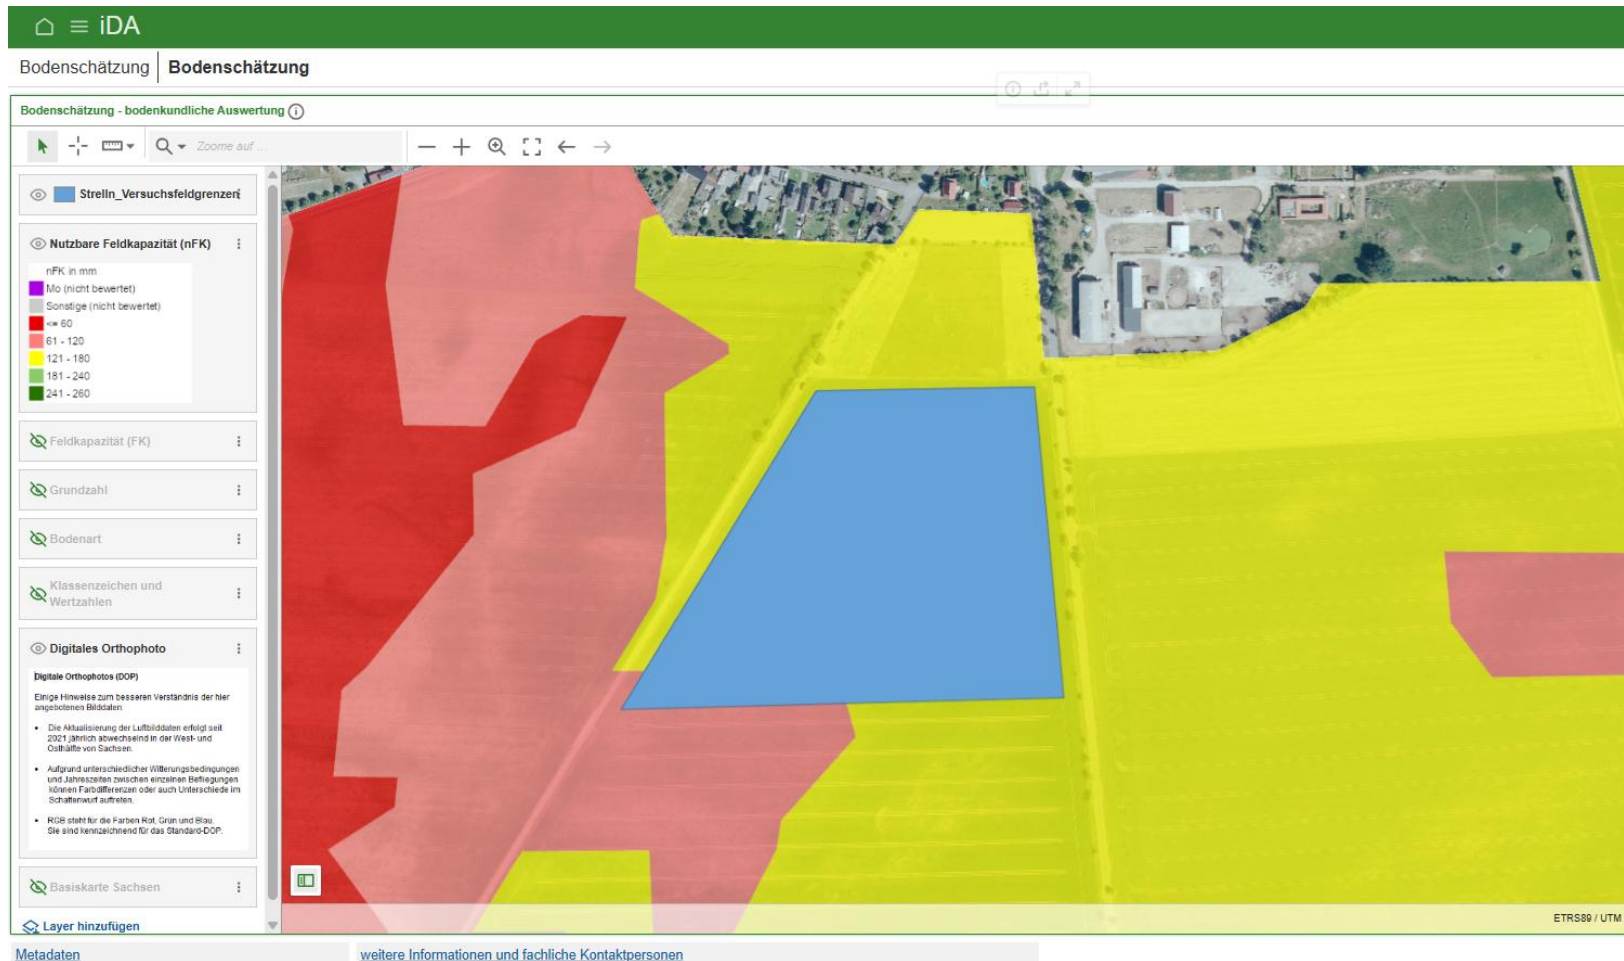 iDA
Bodenschätzung Bodenschätzung
Bodenschätzung - bodenkundliche Auswertung
Zoome auf ...
Strelln_Versuchsfeldgrenzen
Nutzbare Feldkapazität (nFK)
nFK in mm
Mo (nicht bewertet)
Sonstige (nicht bewertet)
<= 60
61 - 120
121 - 180
181 - 240
241 - 260
Feldkapazität (FK)
Grundzahl
Bodenart
Klassenzeichen und
Wertzahlen
Digitales Orthophoto
Digitale Orthophotos (DOP)
Einige Hinweise zum besseren Verständnis der hier
angebotenen Bilddaten:
• Die Aktualisierung der Luftbilddaten erfolgt seit
2021 jährlich abwechselnd in der West- und
Osthälfte von Sachsen.
• Aufgrund unterschiedlicher Witterungsbedingungen
und Jahreszeiten zwischen einzelnen Befliegungen
können Farbdifferenzen oder auch Unterschiede im
Schattenwurf auftreten.
• RGB steht für die Farben Rot, Grün und Blau.
Sie sind kennzeichnend für das Standard-DOP.
Basiskarte Sachsen
Layer hinzufügen
ETRS89 / UTM
Metadaten
weitere Informationen und fachliche Kontaktpersonen